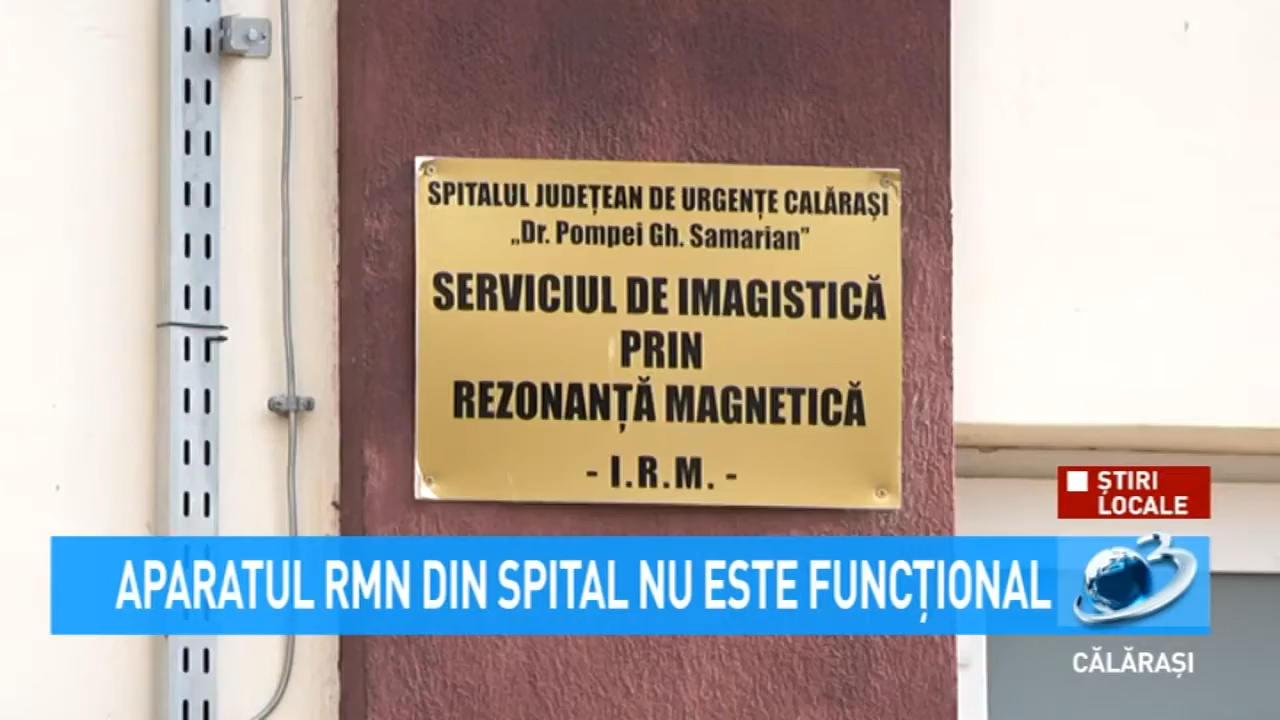 SPITALUL JUDEȚEAN DE URGENȚE CALĂRAȘI
„Dr. Pompei Gh. Samarian”
SERVICIUL DE IMAGISTICĂ
PRIN
REZONANȚĂ MAGNETICĂ
- I.R.M. -
ȘTIRI
LOCALE
APARATUL RMN DIN SPITAL NU ESTE FUNCȚIONAL
3
CĂLĂRAȘI